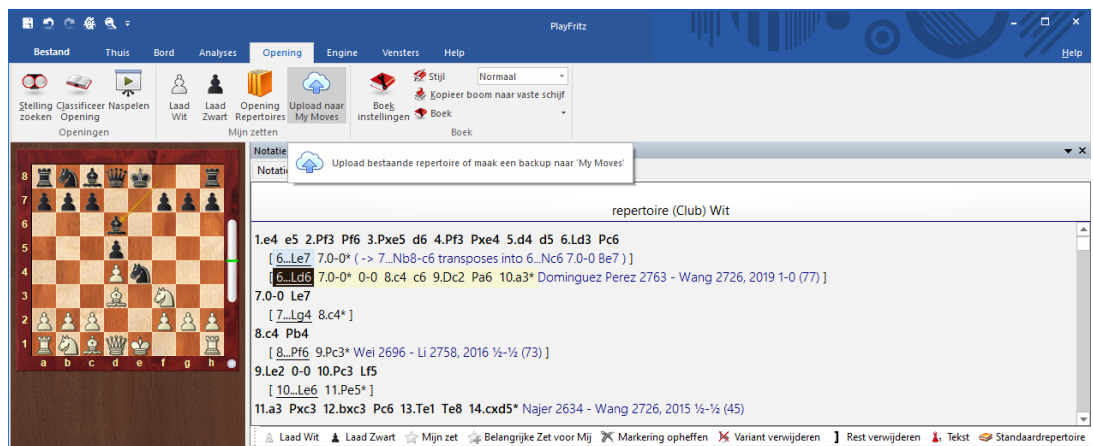 PlayFritz
Bestand Thuis Bord Analyses Opening Engine Vensters Help
Help
Stelling zoeken
Classificeer Opening
Naspelen
Openingen
Laad Wit
Laad Zwart
Opening Repertoires
Upload naar My Moves
Mijn zetten
Boek instellingen
Stijl Normaal
Kopieer boom naar vaste schijf
Boek
Boek
Notatie
Notati
Upload bestaande repertoire of maak een backup naar 'My Moves'
repertoire (Club) Wit
1.e4 e5 2.Pf3 Pf6 3.Pxe5 d6 4.Pf3 Pxe4 5.d4 d5 6.Ld3 Pc6
[ 6...Le7 7.0-0* ( -> 7...Nb8-c6 transposes into 6...Nc6 7.0-0 Be7 ) ]
[ 6...Ld6 7.0-0* 0-0 8.c4 c6 9.Dc2 Pa6 10.a3* Dominguez Perez 2763 - Wang 2726, 2019 1-0 (77) ]
7.0-0 Le7
[ 7...Lg4 8.c4* ]
8.c4 Pb4
[ 8...Pf6 9.Pc3* Wei 2696 - Li 2758, 2016 ½-½ (73) ]
9.Le2 0-0 10.Pc3 Lf5
[ 10...Le6 11.Pe5* ]
11.a3 Pxc3 12.bxc3 Pc6 13.Te1 Te8 14.cxd5* Najer 2634 - Wang 2726, 2015 ½-½ (45)
8
7
6
5
4
3
2
1
a b c d e f g h
Laad Wit Laad Zwart Mijn zet Belangrijke Zet voor Mij Markering opheffen Variant verwijderen Rest verwijderen Tekst Standaardrepertoire